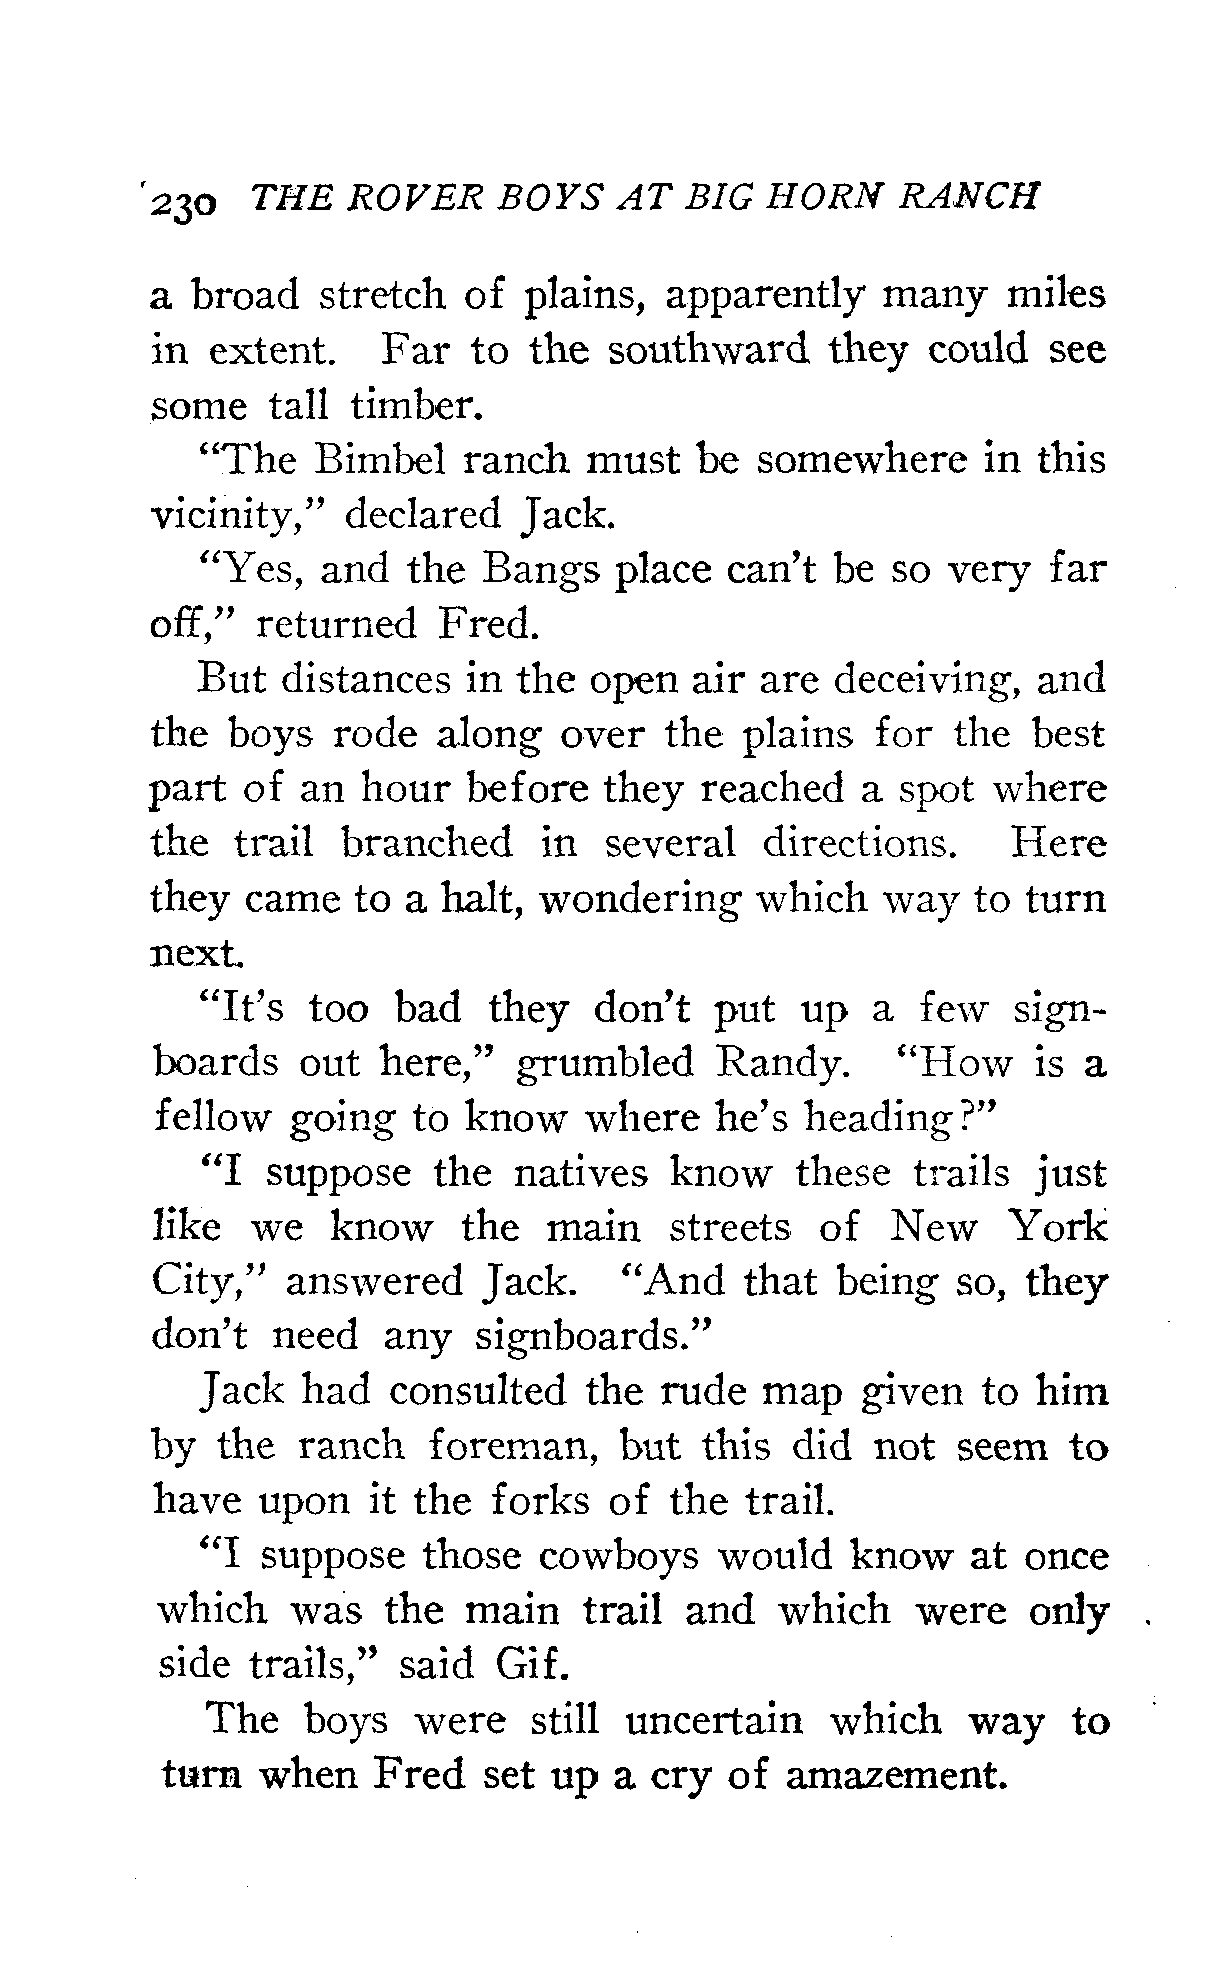 230 THE ROVER BOYS AT BIG HORN RANCH
a broad stretch of plains, apparently many miles
in extent. Far to the southward they could see
some tall timber.
"The Bimbel ranch must be somewhere in this
vicinity," declared Jack.
"Yes, and the Bangs place can't be so very far
off," returned Fred.
But distances in the open air are deceiving, and
the boys rode along over the plains for the best
part of an hour before they reached a spot where
the trail branched in several directions. Here
they came to a halt, wondering which way to turn
next.
"It's too bad they don't put up a few sign-
boards out here," grumbled Randy. "How is a
fellow going to know where he's heading?"
"I suppose the natives know these trails just
like we know the main streets of New York
City," answered Jack. "And that being so, they
don't need any signboards."
Jack had consulted the rude map given to him
by the ranch foreman, but this did not seem to
have upon it the forks of the trail.
"I suppose those cowboys would know at once
which was the main trail and which were only
side trails," said Gif.
The boys were still uncertain which way to
turn when Fred set up a cry of amazement.